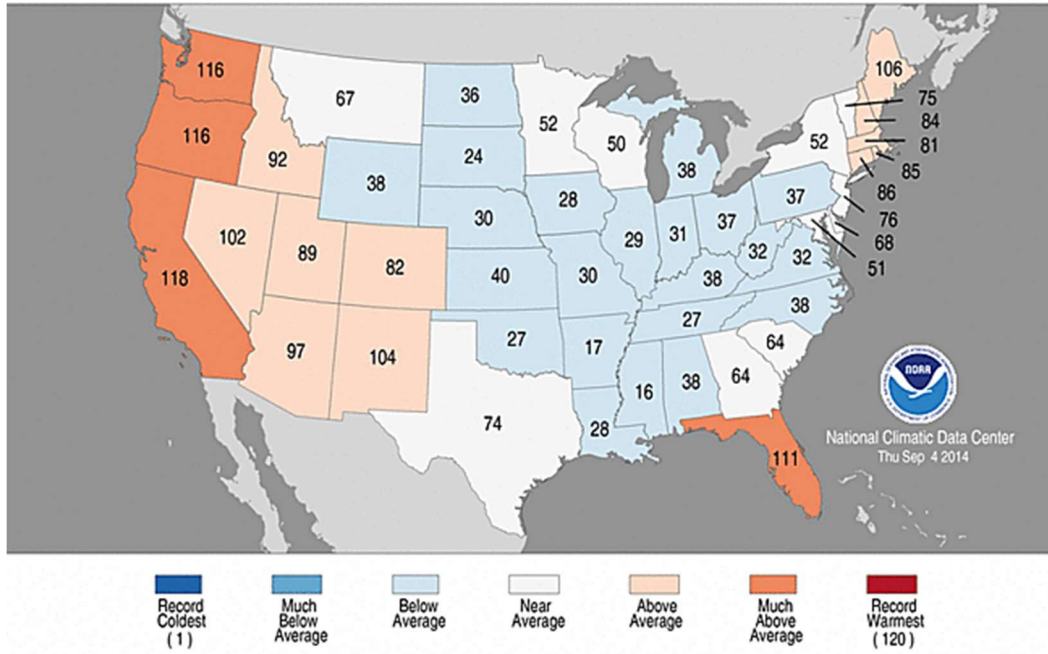 116
67
36
52
106
75
84
81
85
86
76
68
51
116
92
38
24
50
38
52
37
28
102
89
82
30
29
31
37
32
32
118
40
30
38
38
97
104
27
17
27
64
74
28
16
38
64
111
NOAA
National Climatic Data Center
Thu Sep 4 2014
Record
Coldest
( 1 )
Much
Below
Average
Below
Average
Near
Average
Above
Average
Much
Above
Average
Record
Warmest
( 120 )